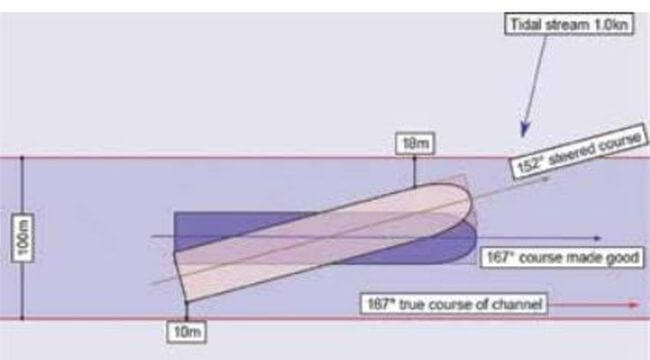 Tidal stream 1.0kn
18m
152° steered course
100m
167° course made good
167° true course of channel
10m